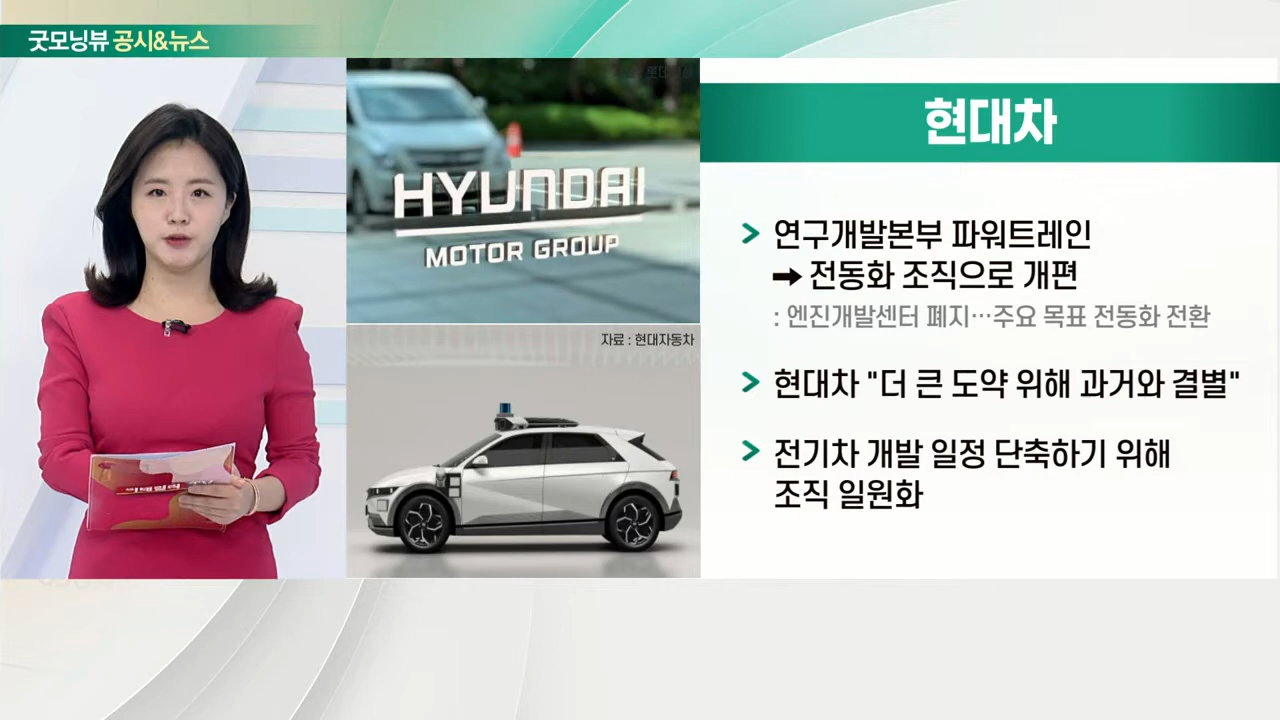 굿모닝뷰 공시&뉴스
HYUNDAI
MOTOR GROUP
자료 : 현대자동차
현대차
연구개발본부 파워트레인
➡ 전동화 조직으로 개편
: 엔진개발센터 폐지…주요 목표 전동화 전환
현대차 "더 큰 도약 위해 과거와 결별"
전기차 개발 일정 단축하기 위해
조직 일원화